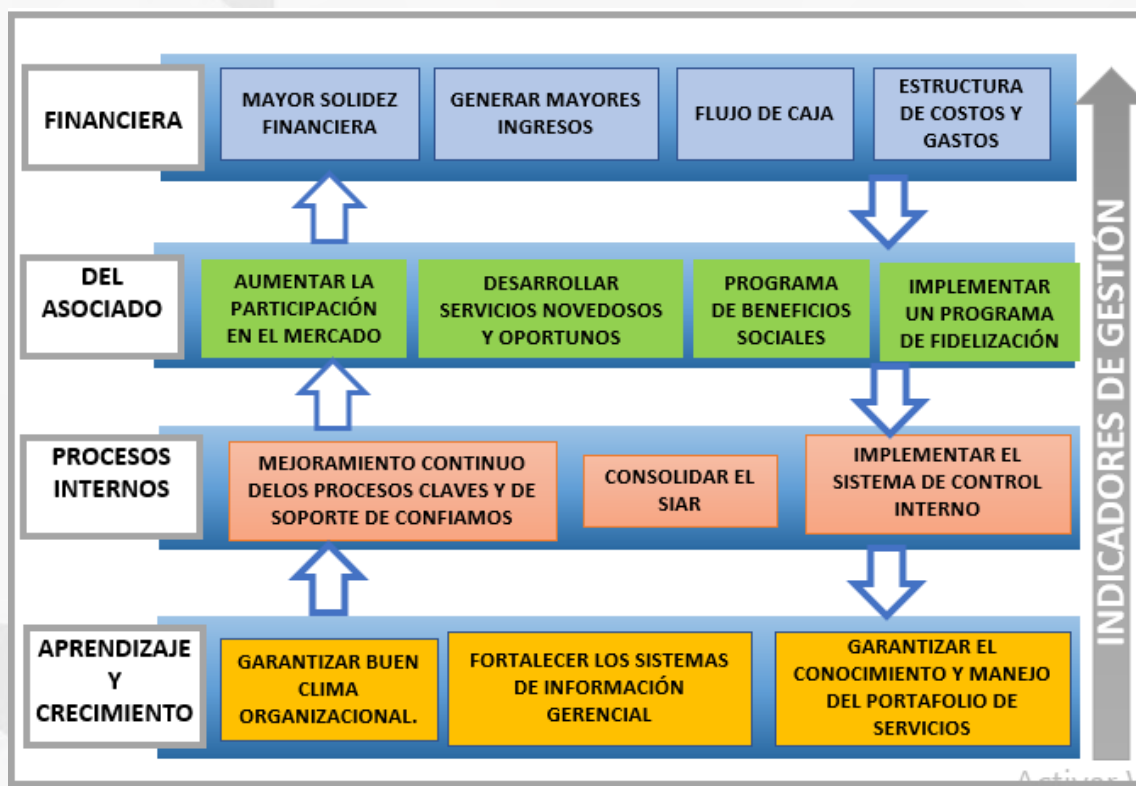 FINANCIERA
MAYOR SOLIDEZ
FINANCIERA
GENERAR MAYORES
INGRESOS
FLUJO DE CAJA
ESTRUCTURA
DE COSTOS Y
GASTOS
DEL
ASOCIADO
AUMENTAR LA
PARTICIPACIÓN
EN EL MERCADO
DESARROLLAR
SERVICIOS NOVEDOSOS
Y OPORTUNOS
PROGRAMA
DE BENEFICIOS
SOCIALES
IMPLEMENTAR
UN PROGRAMA
DE FIDELIZACIÓN
PROCESOS
INTERNOS
MEJORAMIENTO CONTINUO
DELOS PROCESOS CLAVES Y DE
SOPORTE DE CONFIAMOS
CONSOLIDAR EL
SIAR
IMPLEMENTAR EL
SISTEMA DE CONTROL
INTERNO
APRENDIZAJE
Y
CRECIMIENTO
GARANTIZAR BUEN
CLIMA
ORGANIZACIONAL.
FORTALECER LOS SISTEMAS
DE INFORMACIÓN
GERENCIAL
GARANTIZAR EL
CONOCIMIENTO Y MANEJO
DEL PORTAFOLIO DE
SERVICIOS
INDICADORES DE GESTIÓN